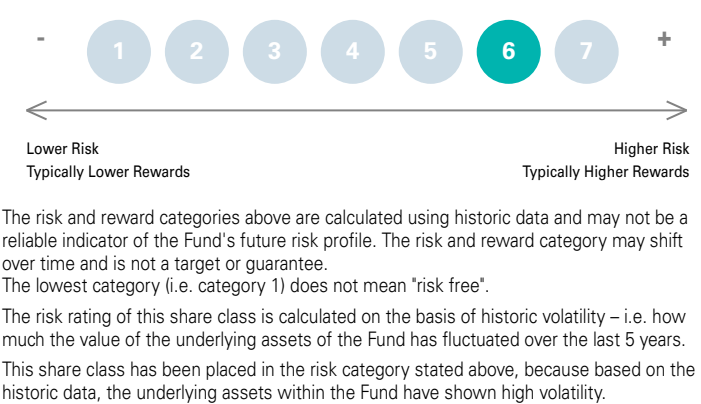 - 1 2 3 4 5 6 7 +
Lower Risk Higher Risk
Typically Lower Rewards Typically Higher Rewards
The risk and reward categories above are calculated using historic data and may not be a
reliable indicator of the Fund's future risk profile. The risk and reward category may shift
over time and is not a target or guarantee.
The lowest category (i.e. category 1) does not mean "risk free".
The risk rating of this share class is calculated on the basis of historic volatility – i.e. how
much the value of the underlying assets of the Fund has fluctuated over the last 5 years.
This share class has been placed in the risk category stated above, because based on the
historic data, the underlying assets within the Fund have shown high volatility.